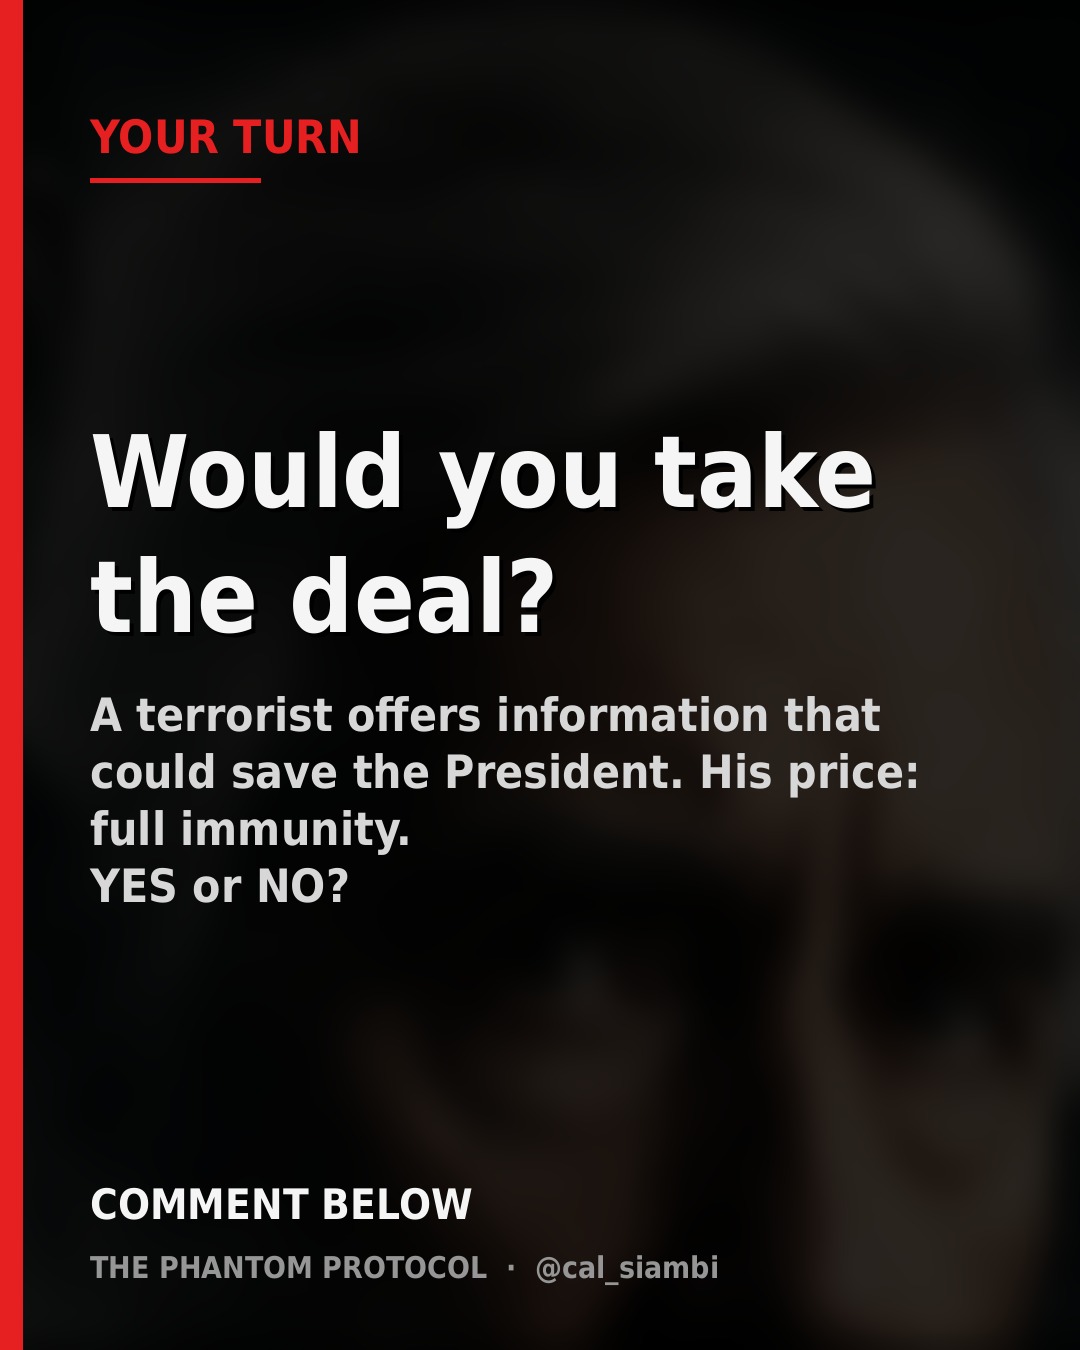 YOUR TURN
Would you take
the deal?
A terrorist offers information that
could save the President. His price:
full immunity.
YES or NO?
COMMENT BELOW
THE PHANTOM PROTOCOL · @cal_siambi